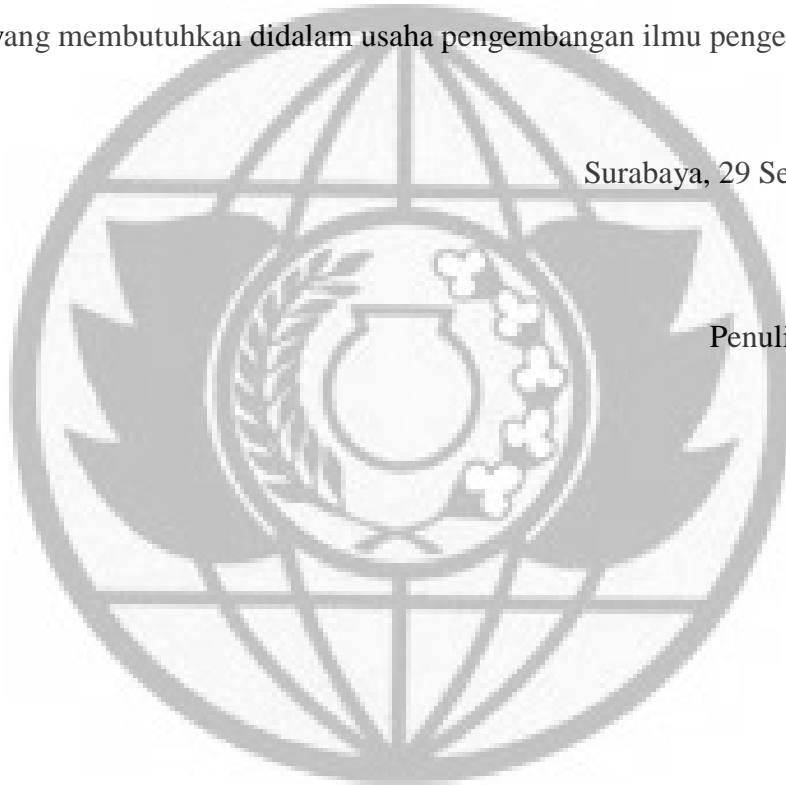 yang membutuhkan didalam usaha pengembangan ilmu penge
Surabaya, 29 Se
Penuli